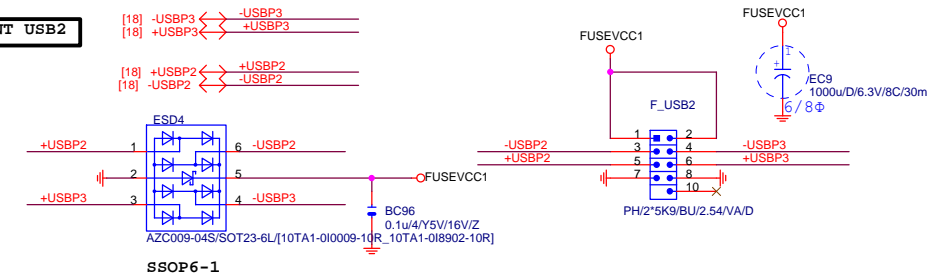 NT USB2
[18] -USBP3 -USBP3
[18] +USBP3 +USBP3
[18] +USBP2 +USBP2
[18] -USBP2 -USBP2
ESD4
+USBP2 1 6 -USBP2
2 5 FUSEVCC1
+USBP3 3 4 -USBP3
BC96
0.1u/4/Y5V/16V/Z
AZC009-04S/SOT23-6L/[10TA1-0I0009-10R_10TA1-0I8902-10R]
SSOP6-1
FUSEVCC1
F_USB2
1 2
-USBP2 3 4 -USBP3
+USBP2 5 6 +USBP3
7 8
10
PH/2*5K9/BU/2.54/VA/D
FUSEVCC1
1
+
EC9
1000u/D/6.3V/8C/30m
6/8Φ
2